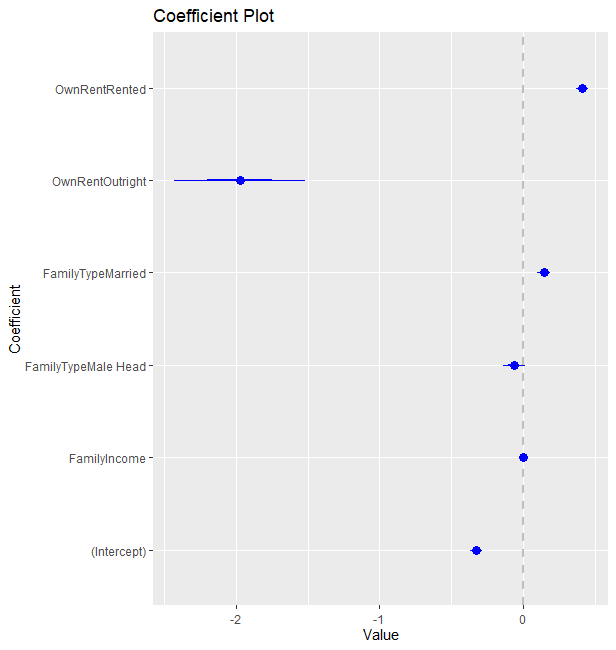 Coefficient Plot
OwnRentRented
OwnRentOutright
FamilyTypeMarried
FamilyTypeMale Head
FamilyIncome
(Intercept)
Coefficient
-2
-1
0
Value